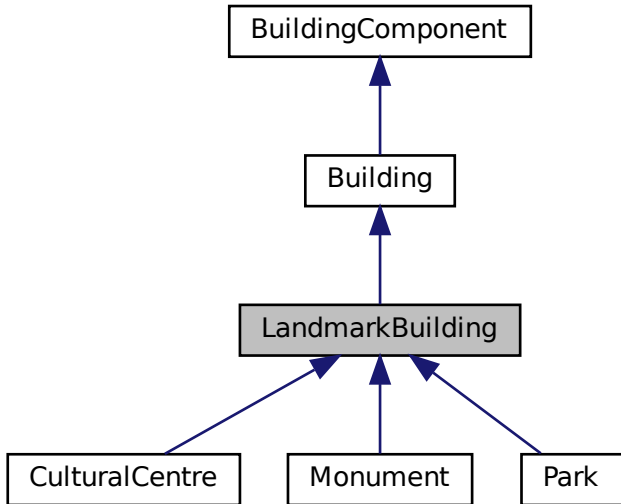 BuildingComponent
Building
LandmarkBuilding
CulturalCentre
Monument
Park